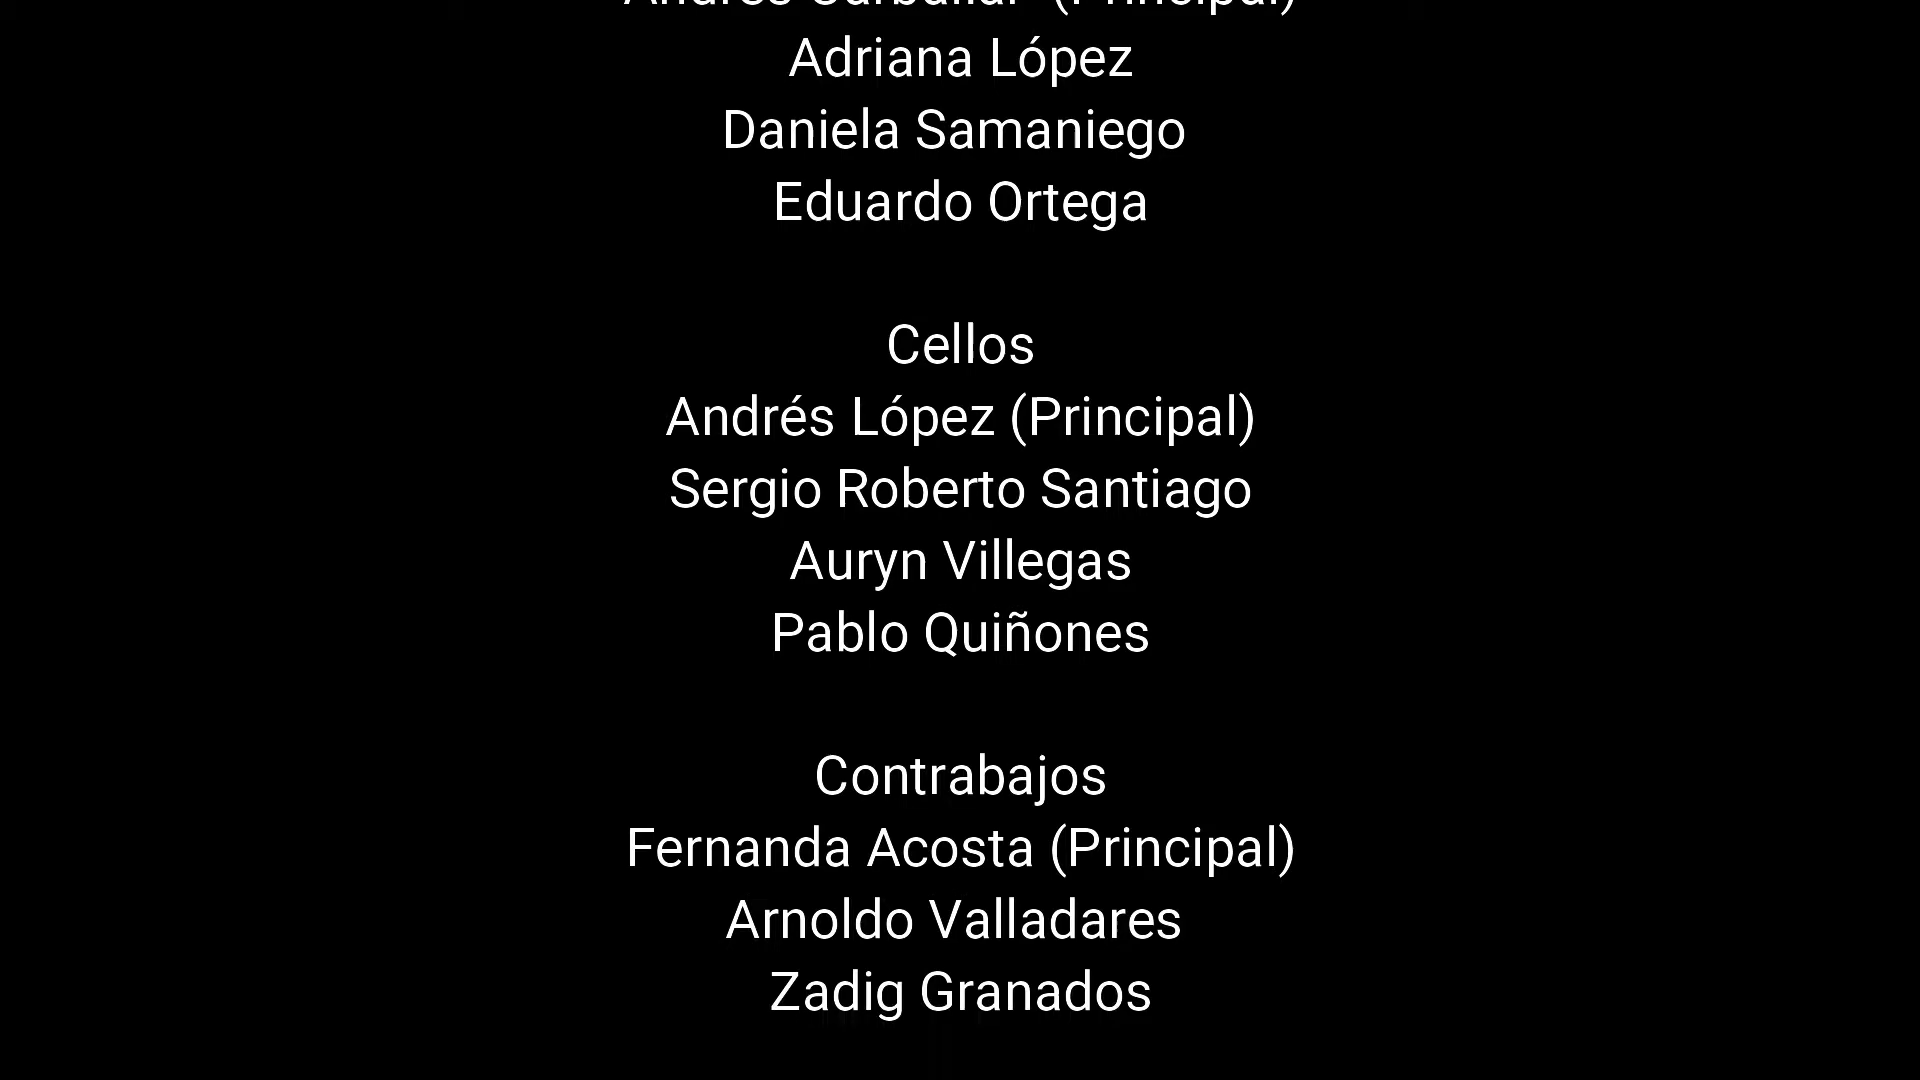 (Principal)
Adriana López
Daniela Samaniego
Eduardo Ortega
Cellos
Andrés López (Principal)
Sergio Roberto Santiago
Auryn Villegas
Pablo Quiñones
Contrabajos
Fernanda Acosta (Principal)
Arnoldo Valladares
Zadig Granados